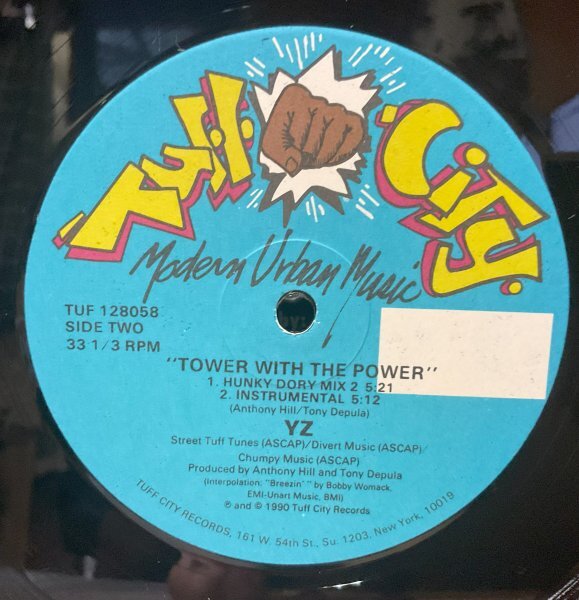 Tuff City
Modern Urban Music
TUF 128058
SIDE TWO
33 1/3 RPM
"TOWER WITH THE POWER"
1. HUNKY DORY MIX 2 5:21
2. INSTRUMENTAL 5:12
(Anthony Hill/Tony Depula)
YZ
Street Tuff Tunes (ASCAP)/Divert Music (ASCAP)/
Chumpy Music (ASCAP)
Produced by Anthony Hill and Tony Depula
(Interpolation: "Breezin'" by Bobby Womack,
EMI-Unart Music, BMI)
℗ and © 1990 Tuff City Records
TUFF CITY RECORDS, 161 W. 54th St., Su. 1203, New York, 10019